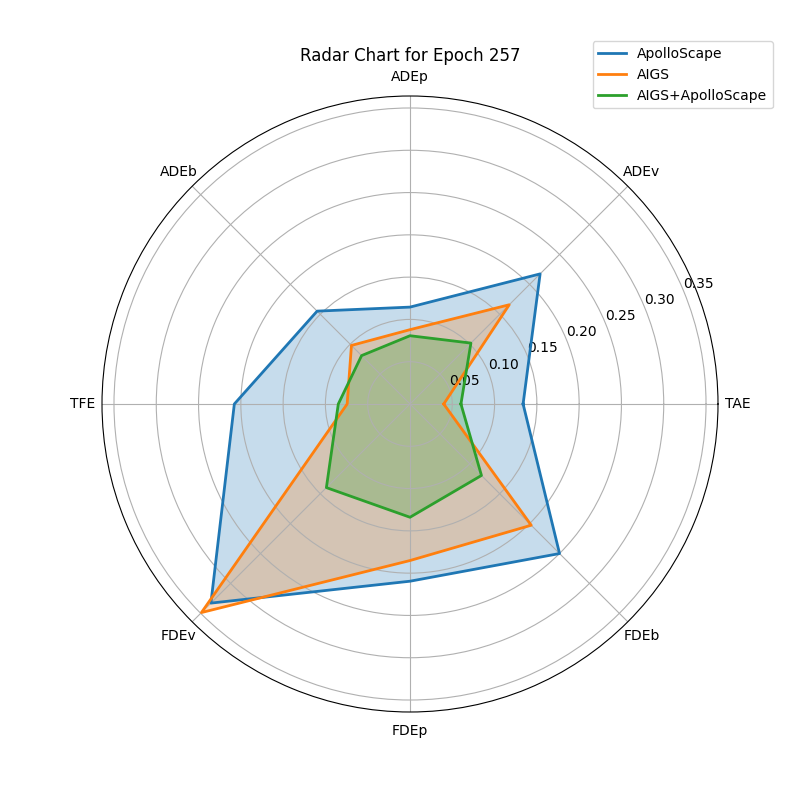 Radar Chart for Epoch 257
ApolloScape
AIGS
AIGS+ApolloScape
ADEp
ADEb
ADEv
0.35
0.30
0.25
0.20
0.15
0.10
0.05
TFE
TAE
FDEv
FDEb
FDEp